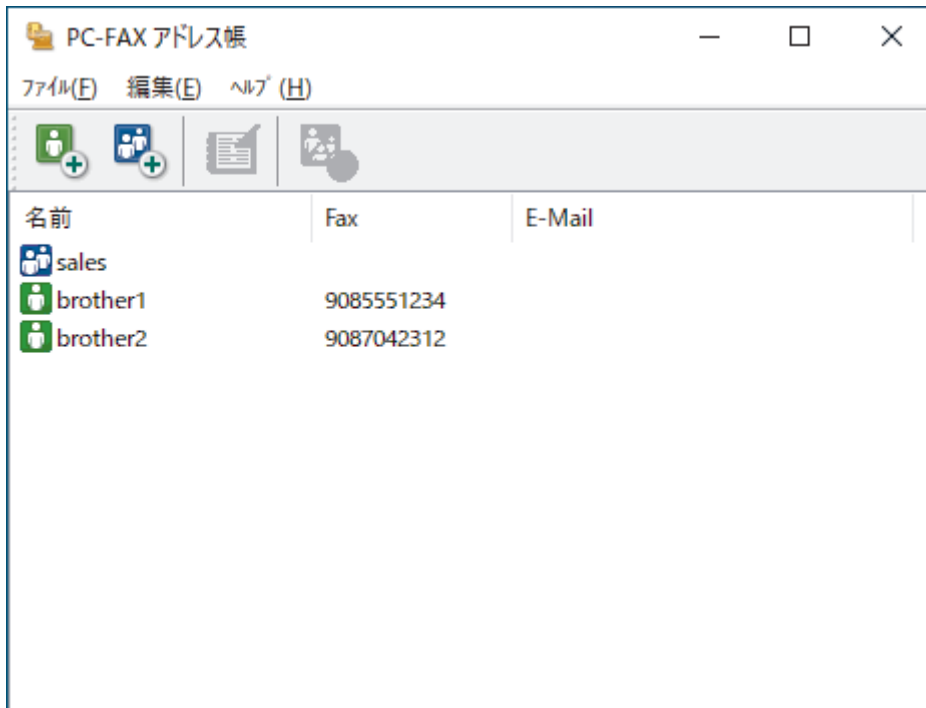 PC-FAX アドレス帳
ﾌｧｲﾙ(F) 編集(E) ﾍﾙﾌﾟ(H)
名前 Fax E-Mail
sales
brother1 9085551234
brother2 9087042312